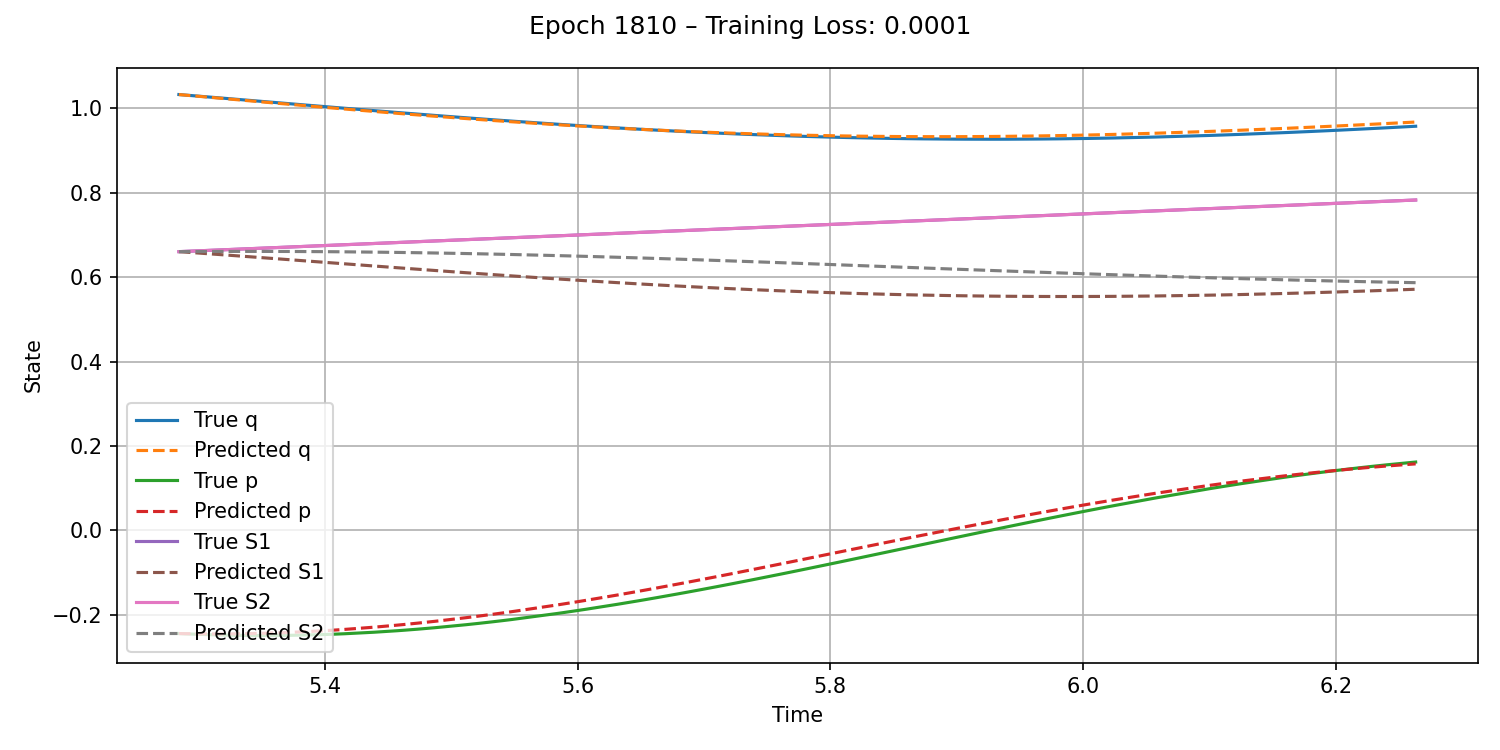 Epoch 1810 – Training Loss: 0.0001
1.0
0.8
0.6
0.4
0.2
0.0
−0.2
State
True q
Predicted q
True p
Predicted p
True S1
Predicted S1
True S2
Predicted S2
5.4 5.6 5.8 6.0 6.2
Time